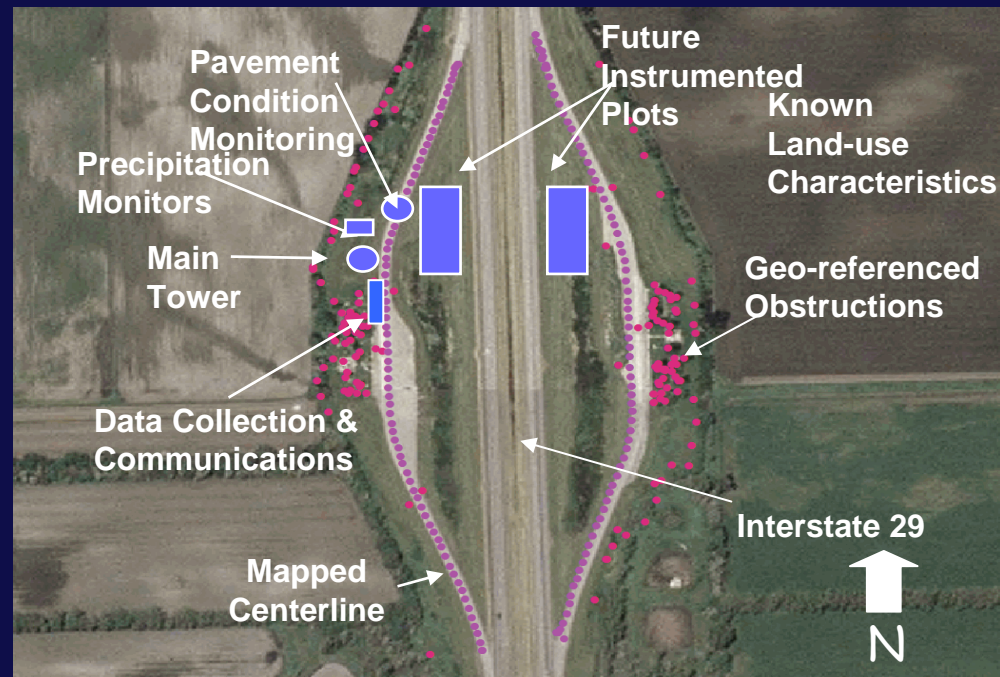 Pavement
Condition
Monitoring
Future
Instrumented
Plots
Known
Land-use
Characteristics
Precipitation
Monitors
Main
Tower
Geo-referenced
Obstructions
Data Collection &
Communications
Interstate 29
Mapped
Centerline
N